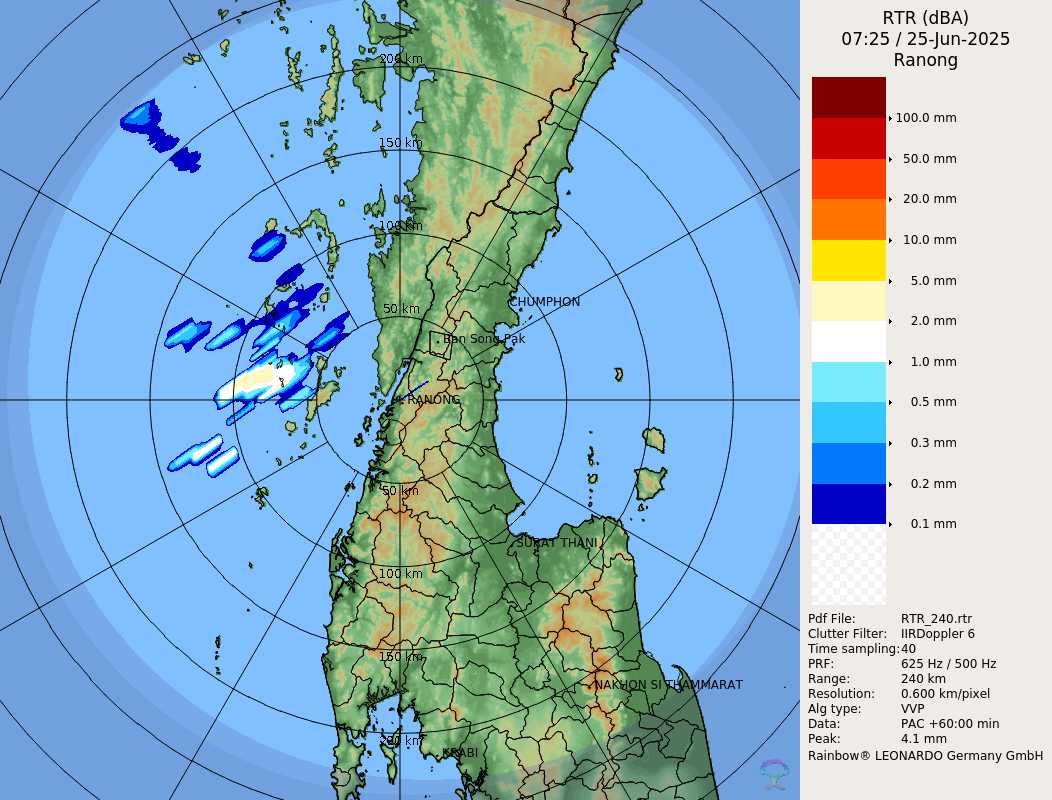 RTR (dBA)
07:25 / 25-Jun-2025
Ranong
200 km
150 km
100 km
50 km
CHUMPHON
Ban Song Pak
RANONG
50 km
SURAT THANI
100 km
150 km
NAKHON SI THAMMARAT
200 km
KRABI
100.0 mm
50.0 mm
20.0 mm
10.0 mm
5.0 mm
2.0 mm
1.0 mm
0.5 mm
0.3 mm
0.2 mm
0.1 mm
Pdf File: RTR_240.rtr
Clutter Filter: IIRDoppler 6
Time sampling:40
PRF: 625 Hz / 500 Hz
Range: 240 km
Resolution: 0.600 km/pixel
Alg type: VVP
Data: PAC +60:00 min
Peak: 4.1 mm
Rainbow® LEONARDO Germany GmbH